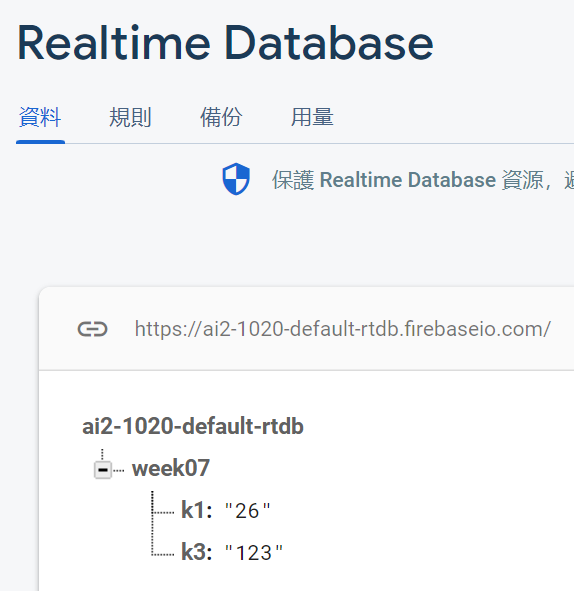 Realtime Database
資料 規則 備份 用量
保護 Realtime Database 資源，
https://ai2-1020-default-rtdb.firebaseio.com/
ai2-1020-default-rtdb
week07
k1: "26"
k3: "123"